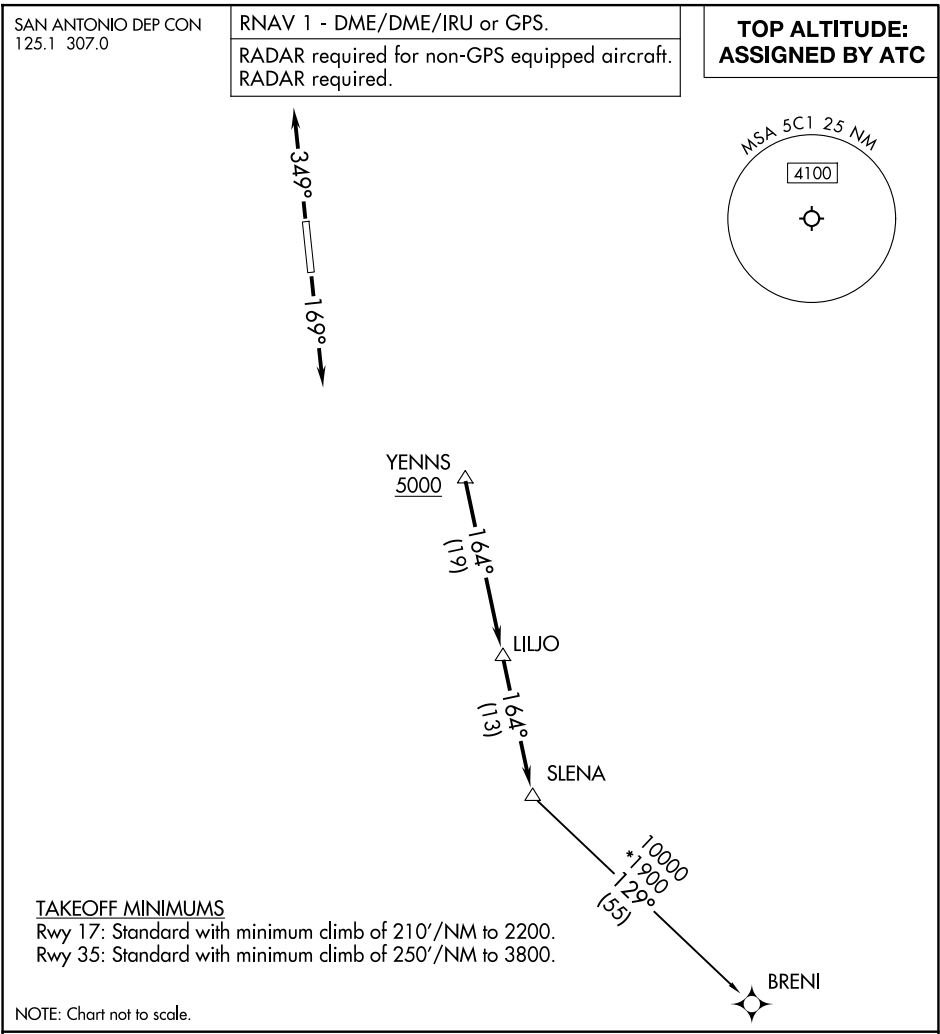 SAN ANTONIO DEP CON
125.1 307.0
RNAV 1 - DME/DME/IRU or GPS.
RADAR required for non-GPS equipped aircraft.
RADAR required.
TOP ALTITUDE:
ASSIGNED BY ATC
MSA 5C1 25 NM
4100
349°
169°
YENNS
5000
164°
(19)
LILJO
164°
(13)
SLENA
10000
*1900
129°
(55)
BRENI
TAKEOFF MINIMUMS
Rwy 17: Standard with minimum climb of 210'/NM to 2200.
Rwy 35: Standard with minimum climb of 250'/NM to 3800.
NOTE: Chart not to scale.